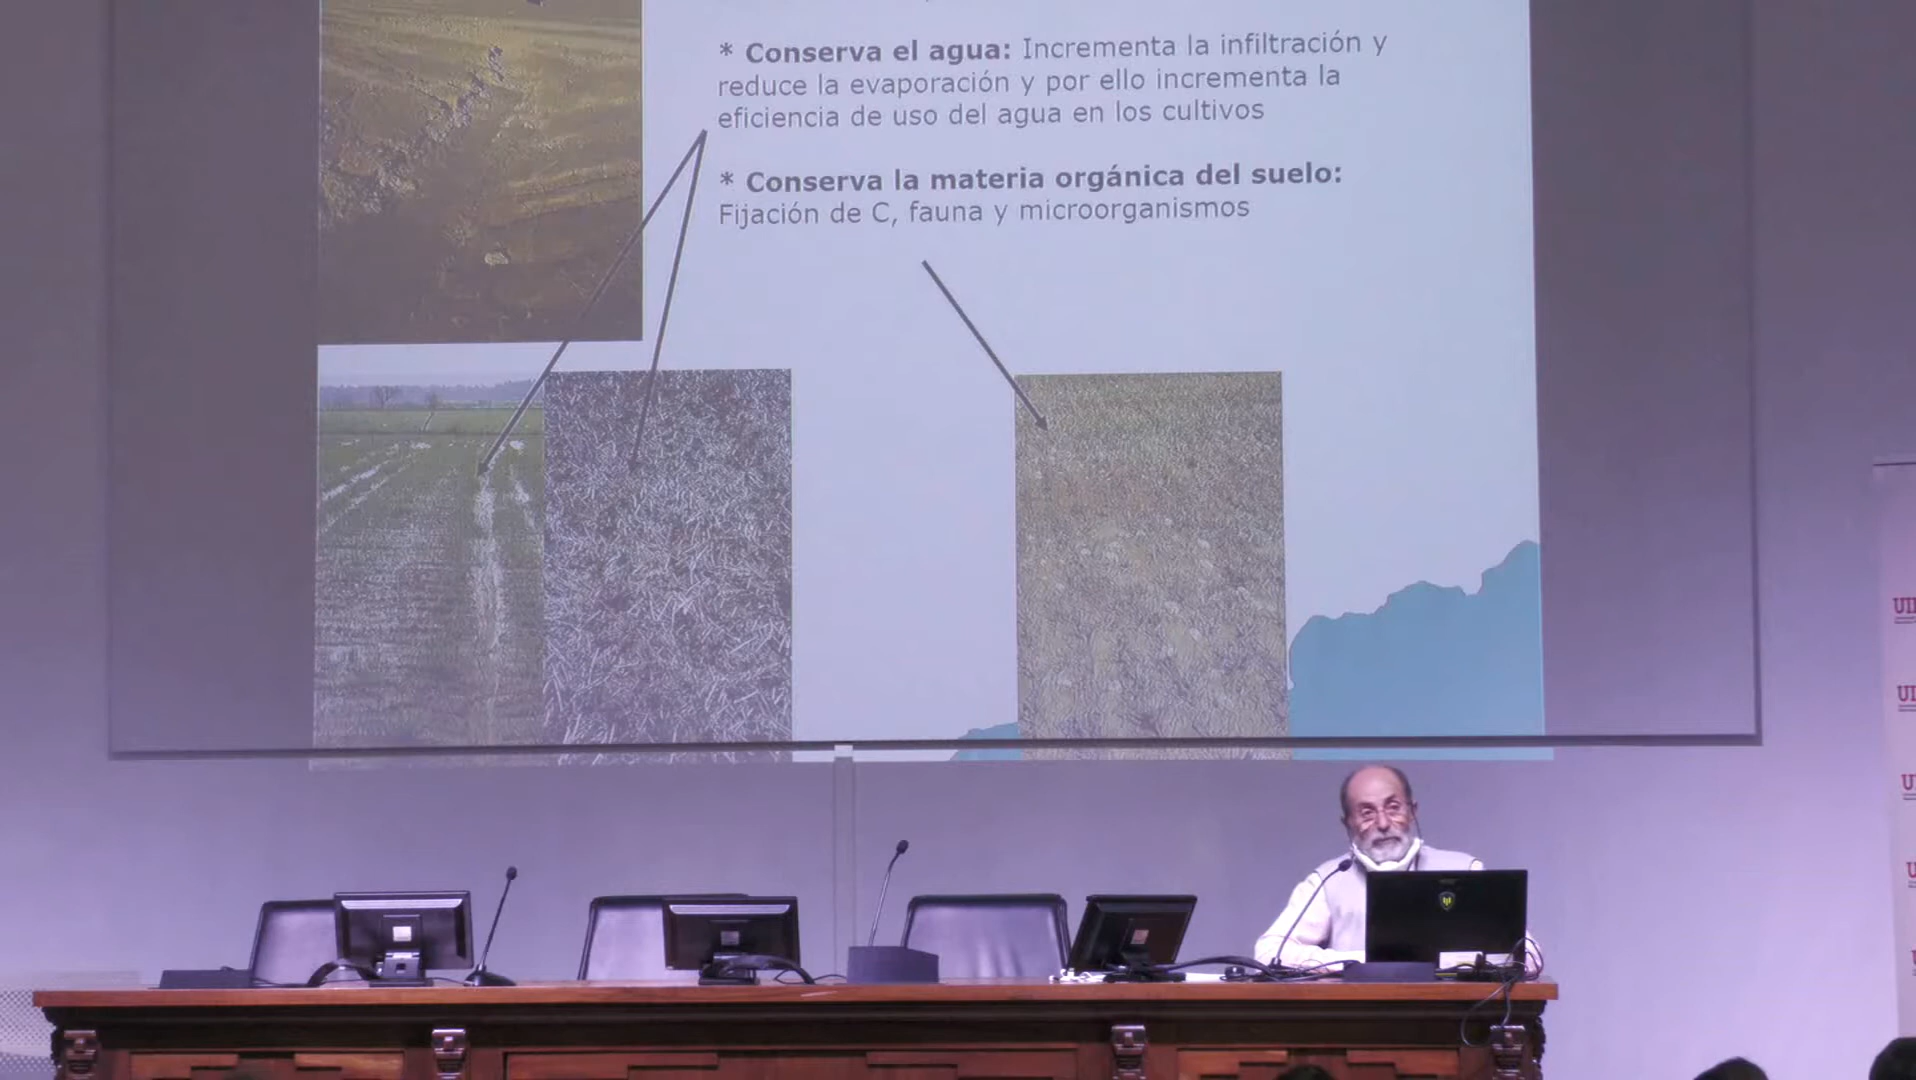 * Conserva el agua: Incrementa la infiltración y
reduce la evaporación y por ello incrementa la
eficiencia de uso del agua en los cultivos
* Conserva la materia orgánica del suelo:
Fijación de C, fauna y microorganismos